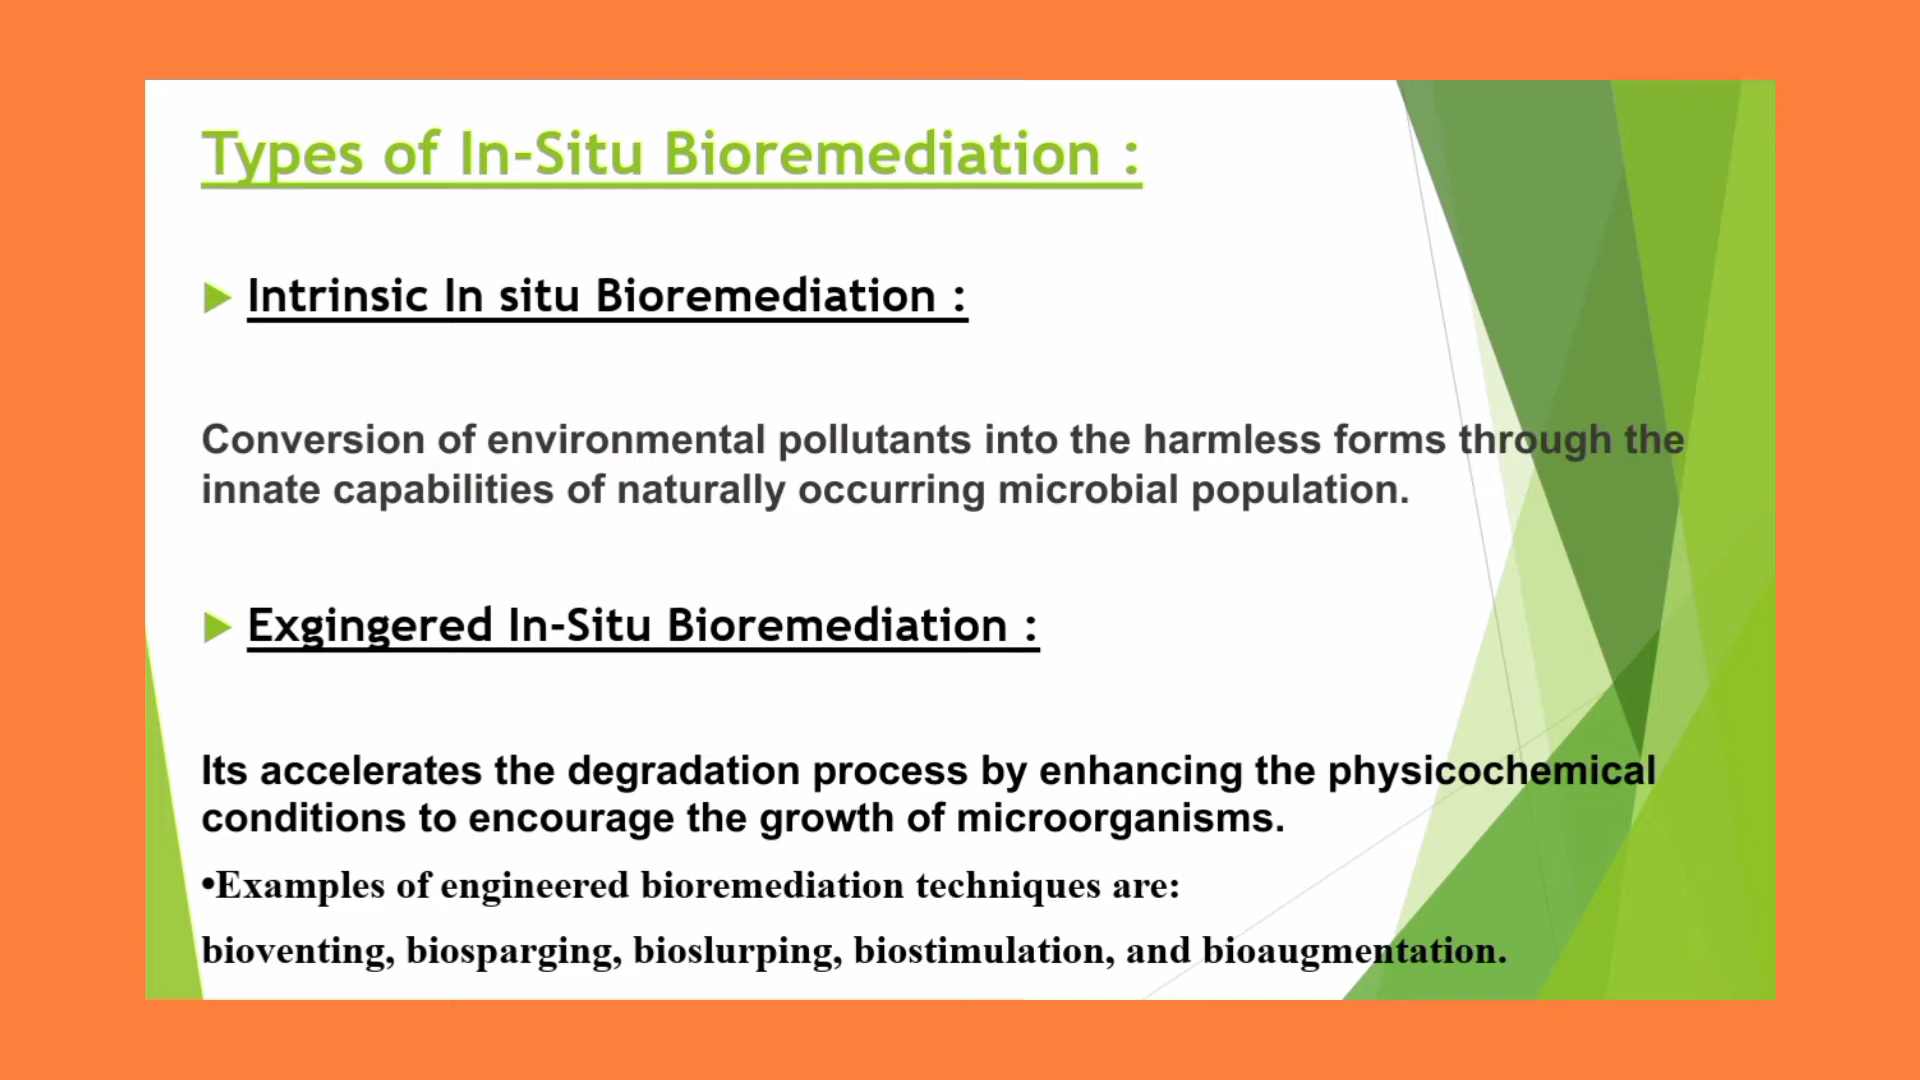 Types of In-Situ Bioremediation :
Intrinsic In situ Bioremediation :
Conversion of environmental pollutants into the harmless forms through the
innate capabilities of naturally occurring microbial population.
Exgingered In-Situ Bioremediation :
Its accelerates the degradation process by enhancing the physicochemical
conditions to encourage the growth of microorganisms.
•Examples of engineered bioremediation techniques are:
bioventing, biosparging, bioslurping, biostimulation, and bioaugmentation.